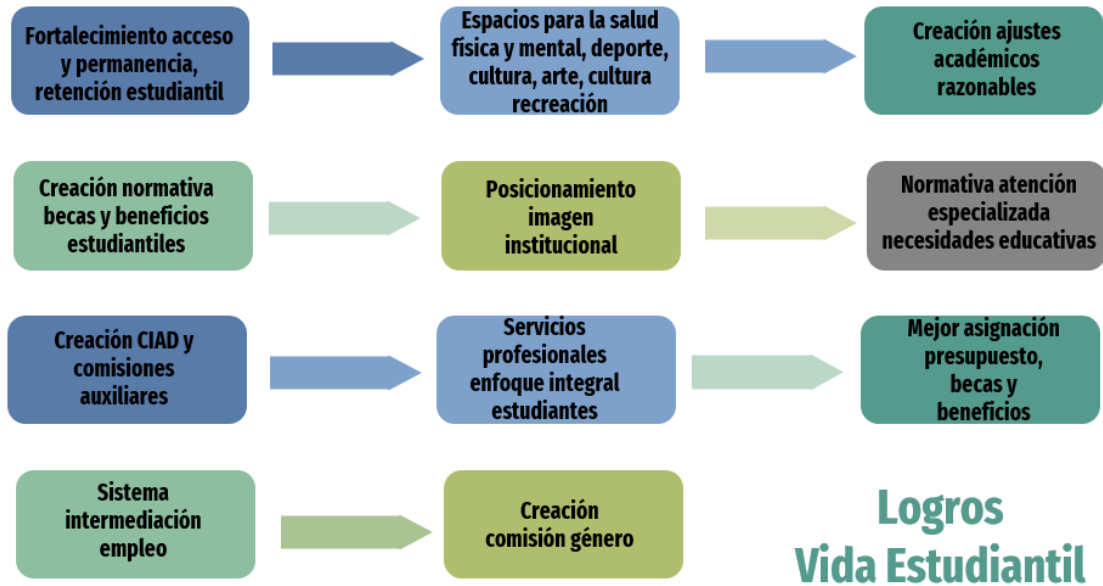 Fortalecimiento acceso
y permanencia,
retención estudiantil
Espacios para la salud
física y mental, deporte,
cultura, arte, cultura
recreación
Creación ajustes
académicos
razonables
Creación normativa
becas y beneficios
estudiantiles
Posicionamiento
imagen
institucional
Normativa atención
especializada
necesidades educativas
Creación CIAD y
comisiones
auxiliares
Servicios
profesionales
enfoque integral
estudiantes
Mejor asignación
presupuesto,
becas y
beneficios
Sistema
intermediación
empleo
Creación
comisión género
Logros
Vida Estudiantil